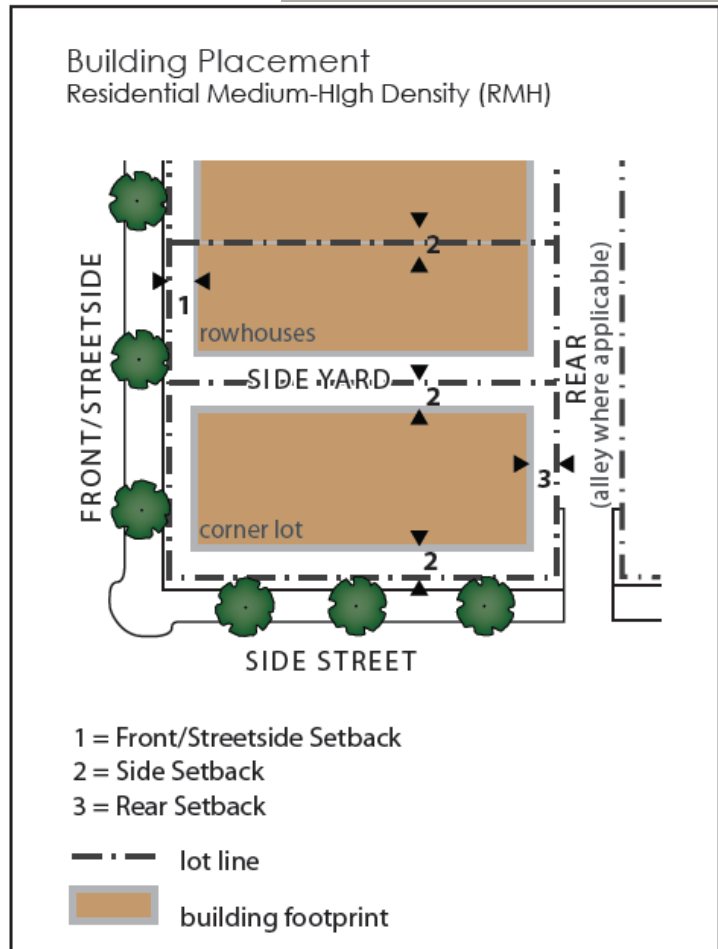 Building Placement
Residential Medium-HIgh Density (RMH)
2
1
rowhouses
FRONT/STREETSIDE
SIDE YARD
2
REAR
(alley where applicable)
3
corner lot
2
SIDE STREET
1 = Front/Streetside Setback
2 = Side Setback
3 = Rear Setback
lot line
building footprint